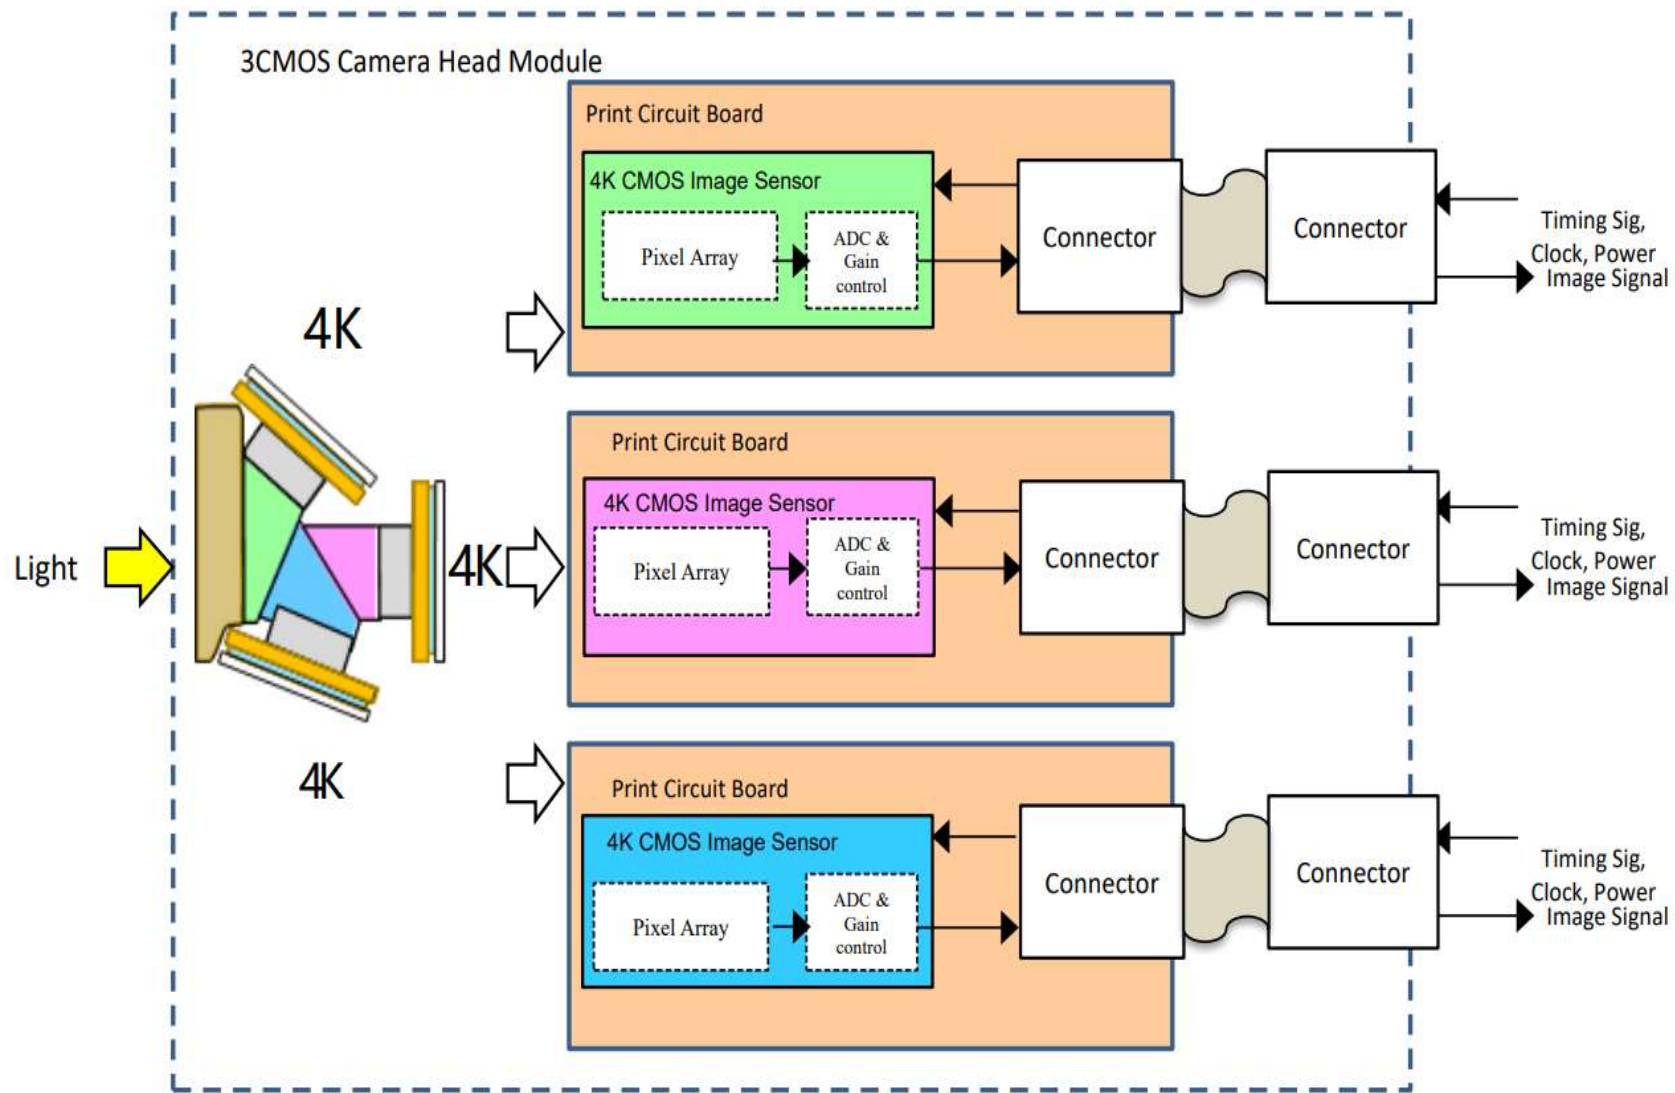 3CMOS Camera Head Module
Print Circuit Board
4K CMOS Image Sensor
Pixel Array
ADC &
Gain
control
Connector
Connector
Timing Sig,
Clock, Power
Image Signal
4K
Print Circuit Board
4K CMOS Image Sensor
Pixel Array
ADC &
Gain
control
Connector
Connector
Timing Sig,
Clock, Power
Image Signal
Light
4K
4K
Print Circuit Board
4K CMOS Image Sensor
Pixel Array
ADC &
Gain
control
Connector
Connector
Timing Sig,
Clock, Power
Image Signal